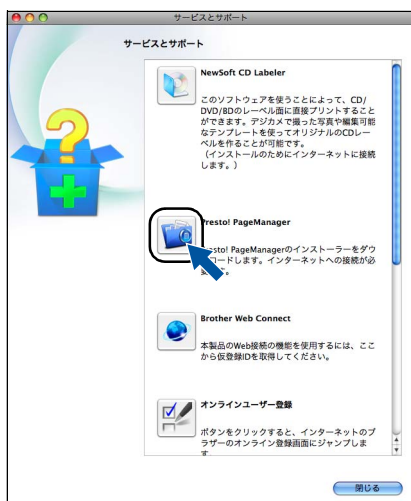 サービスとサポート
サービスとサポート
NewSoft CD Labeler
このソフトウェアを使うことによって、CD/
DVD/BDのレーベル面に直接プリントすること
ができます。デジカメで撮った写真や編集可能
なテンプレートを使ってオリジナルのCDレー
ベルを作ることが可能です。
(インストールのためにインターネットに接続
します。)
Presto! PageManager
Presto! PageManagerのインストーラーをダウ
ロードします。インターネットへの接続が必
です。
Brother Web Connect
本製品のWeb接続の機能を使用するには、ここ
から仮登録IDを取得してください。
オンラインユーザー登録
ボタンをクリックすると、インターネットのブ
ラザーのオンライン登録画面にジャンプしま
す。
閉じる